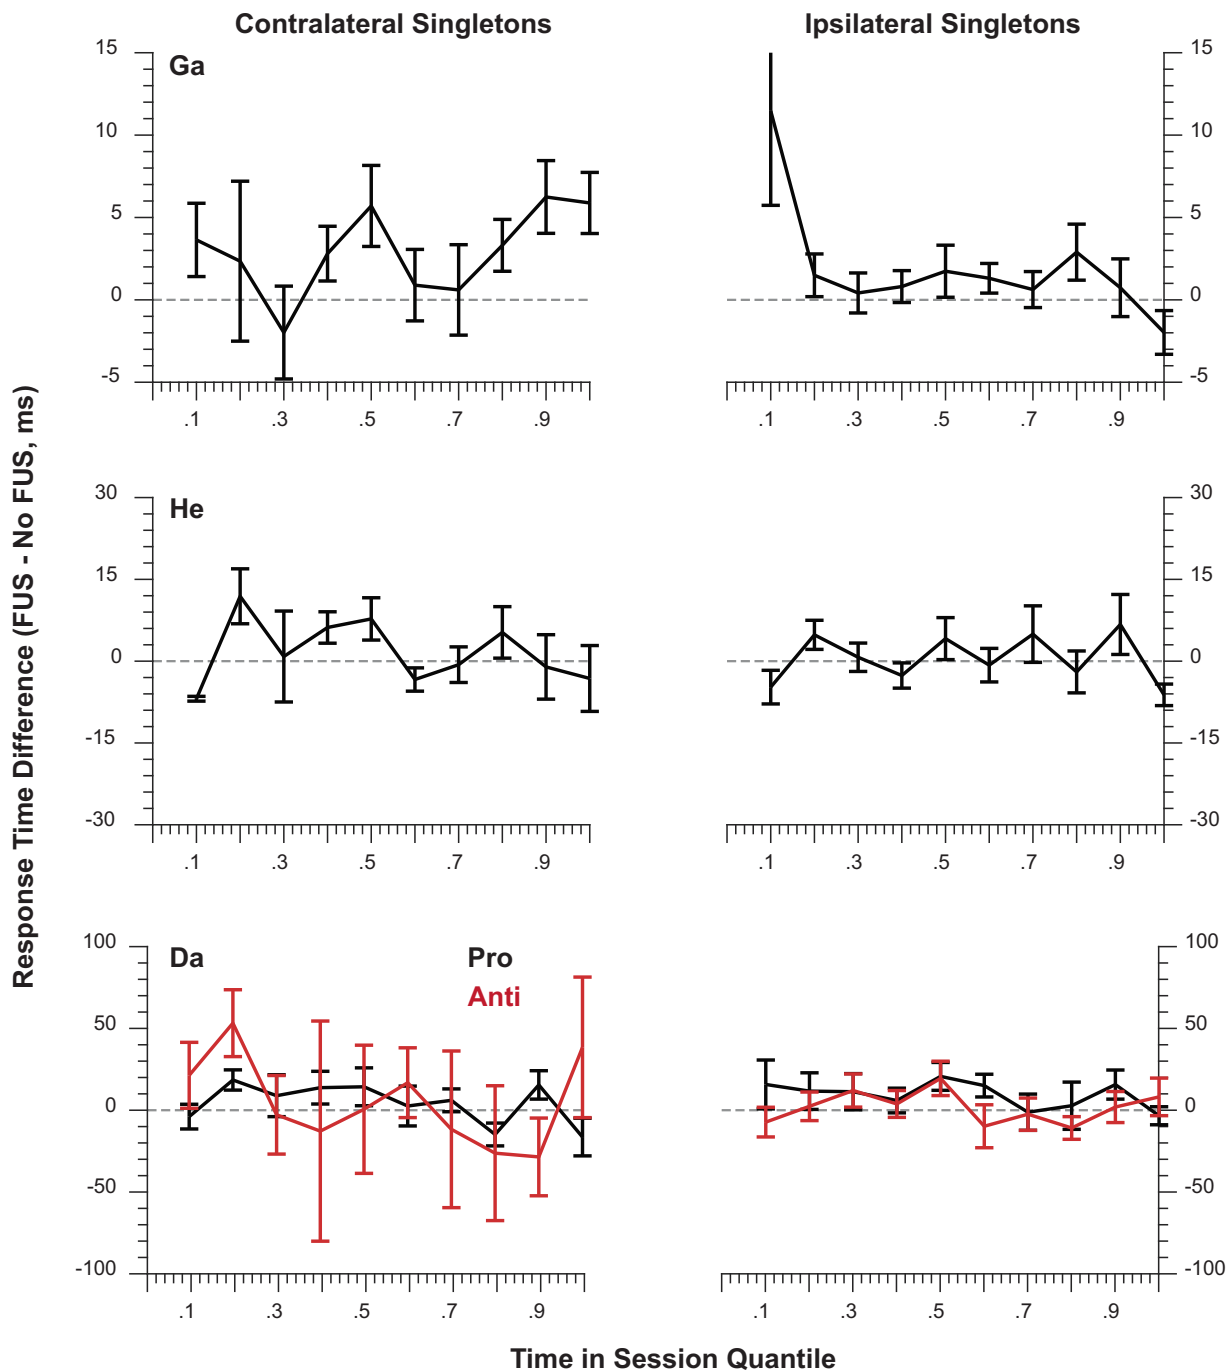 Contralateral Singletons
Ipsilateral Singletons
Response Time Difference (FUS - No FUS, ms)
Ga
15
10
5
0
-5
.1 .3 .5 .7 .9
15
10
5
0
-5
.1 .3 .5 .7 .9
He
30
15
0
-15
-30
.1 .3 .5 .7 .9
30
15
0
-15
-30
.1 .3 .5 .7 .9
Da
Pro
Anti
100
50
0
-50
-100
.1 .3 .5 .7 .9
100
50
0
-50
-100
.1 .3 .5 .7 .9
Time in Session Quantile